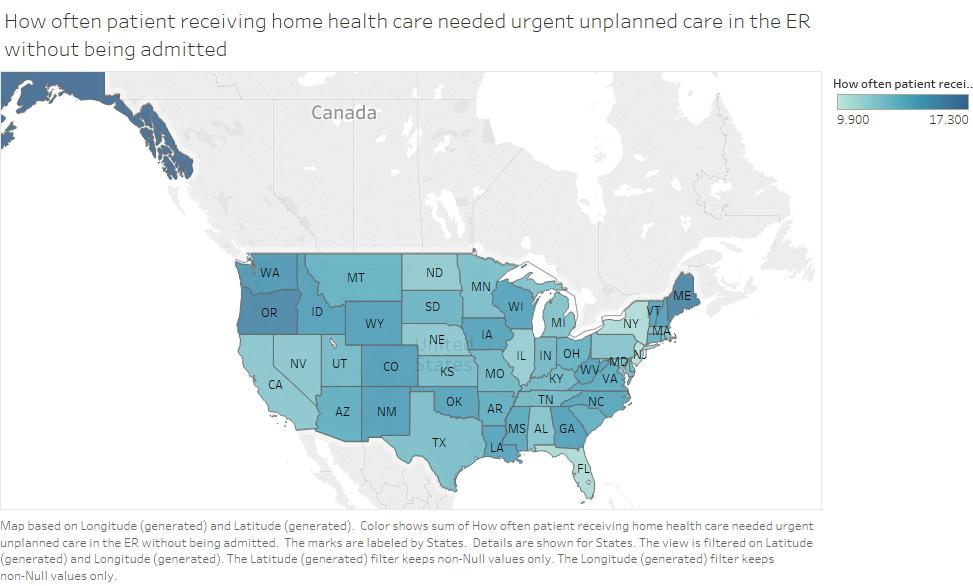 How often patient receiving home health care needed urgent unplanned care in the ER
without being admitted
How often patient recei..
9.900 17.300
Canada
United
States
WA
MT
ND
MN
OR
ID
WY
SD
WI
MI
NY
VT
ME
MA
IA
NE
NV
UT
CO
KS
MO
IL
IN
OH
MD
NJ
WV
VA
KY
CA
AZ
NM
OK
AR
TN
NC
TX
LA
MS
AL
GA
FL
Map based on Longitude (generated) and Latitude (generated).  Color shows sum of How often patient receiving home health care needed urgent
unplanned care in the ER without being admitted.  The marks are labeled by States.  Details are shown for States. The view is filtered on Latitude
(generated) and Longitude (generated). The Latitude (generated) filter keeps non-Null values only. The Longitude (generated) filter keeps
non-Null values only.